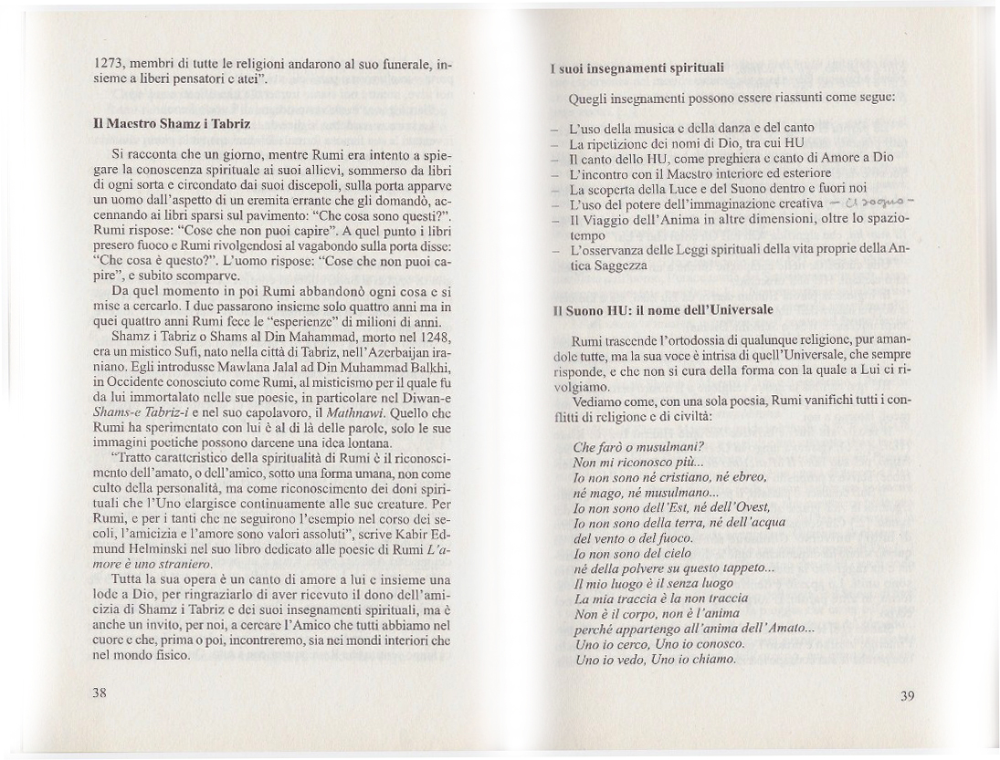 1273, membri di tutte le religioni andarono al suo funerale, in-
sieme a liberi pensatori e atei”.
Il Maestro Shamz i Tabriz
Si racconta che un giorno, mentre Rumi era intento a spie-
gare la conoscenza spirituale ai suoi allievi, sommerso da libri
di ogni sorta e circondato dai suoi discepoli, sulla porta apparve
un uomo dall’aspetto di un eremita errante che gli domandò, ac-
cennando ai libri sparsi sul pavimento: “Che cosa sono questi?”.
Rumi rispose: “Cose che non puoi capire”. A quel punto i libri
presero fuoco e Rumi rivolgendosi al vagabondo sulla porta disse:
“Che cosa è questo?”. L’uomo rispose: “Cose che non puoi ca-
pire”, e subito scomparve.
Da quel momento in poi Rumi abbandonò ogni cosa e si
mise a cercarlo. I due passarono insieme solo quattro anni ma in
quei quattro anni Rumi fece le “esperienze” di milioni di anni.
Shamz i Tabriz o Shams al Din Mahammad, morto nel 1248,
era un mistico Sufi, nato nella città di Tabriz, nell’Azerbaijan ira-
niano. Egli introdusse Mawlana Jalal ad Din Muhammad Balkhi,
in Occidente conosciuto come Rumi, al misticismo per il quale fu
da lui immortalato nelle sue poesie, in particolare nel Diwan-e
Shams-e Tabriz-i e nel suo capolavoro, il Mathnawi. Quello che
Rumi ha sperimentato con lui è al di là delle parole, solo le sue
immagini poetiche possono darcene una idea lontana.
“Tratto caratteristico della spiritualità di Rumi è il riconosci-
mento dell’amato, o dell’amico, sotto una forma umana, non come
culto della personalità, ma come riconoscimento dei doni spiri-
tuali che l’Uno elargisce continuamente alle sue creature. Per
Rumi, e per i tanti che ne seguirono l’esempio nel corso dei se-
coli, l’amicizia e l’amore sono valori assoluti”, scrive Kabir Ed-
mund Helminski nel suo libro dedicato alle poesie di Rumi L’a-
more è uno straniero.
Tutta la sua opera è un canto di amore a lui e insieme una
lode a Dio, per ringraziarlo di aver ricevuto il dono dell’ami-
cizia di Shamz i Tabriz e dei suoi insegnamenti spirituali, ma è
anche un invito, per noi, a cercare l’Amico che tutti abbiamo nel
cuore e che, prima o poi, incontreremo, sia nei mondi interiori che
nel mondo fisico.
38
I suoi insegnamenti spirituali
Quegli insegnamenti possono essere riassunti come segue:
– L’uso della musica e della danza e del canto
– La ripetizione dei nomi di Dio, tra cui HU
– Il canto dello HU, come preghiera e canto di Amore a Dio
– L’incontro con il Maestro interiore ed esteriore
– La scoperta della Luce e del Suono dentro e fuori noi
– L’uso del potere dell’immaginazione creativa
– Il Viaggio dell’Anima in altre dimensioni, oltre lo spazio-
tempo
– L’osservanza delle Leggi spirituali della vita proprie della An-
tica Saggezza
Il Suono HU: il nome dell’Universale
Rumi trascende l’ortodossia di qualunque religione, pur aman-
dole tutte, ma la sua voce è intrisa di quell’Universale, che sempre
risponde, e che non si cura della forma con la quale a Lui ci ri-
volgiamo.
Vediamo come, con una sola poesia, Rumi vanifichi tutti i con-
flitti di religione e di civiltà:
Che farò o musulmani?
Non mi riconosco più...
Io non sono né cristiano, né ebreo,
né mago, né musulmano...
Io non sono dell’Est, né dell’Ovest,
Io non sono della terra, né dell’acqua
del vento o del fuoco.
Io non sono del cielo
né della polvere su questo tappeto...
Il mio luogo è il senza luogo
La mia traccia è la non traccia
Non è il corpo, non è l’anima
perché appartengo all’anima dell’Amato...
Uno io cerco, Uno io conosco.
Uno io vedo, Uno io chiamo.
39